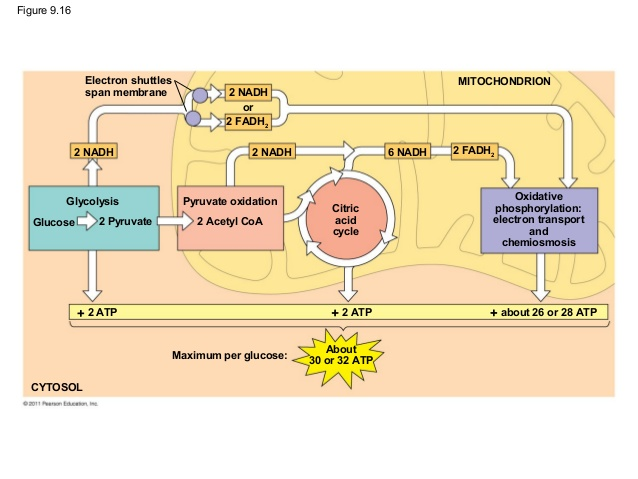 Figure 9.16
Electron shuttles
span membrane
MITOCHONDRION
2 NADH
or
2 FADH₂
2 NADH
2 NADH
6 NADH
2 FADH₂
Glycolysis
Glucose
2 Pyruvate
Pyruvate oxidation
2 Acetyl CoA
Citric
acid
cycle
Oxidative
phosphorylation:
electron transport
and
chemiosmosis
+ 2 ATP
+ 2 ATP
+ about 26 or 28 ATP
Maximum per glucose:
About
30 or 32 ATP
CYTOSOL
© 2011 Pearson Education, Inc.